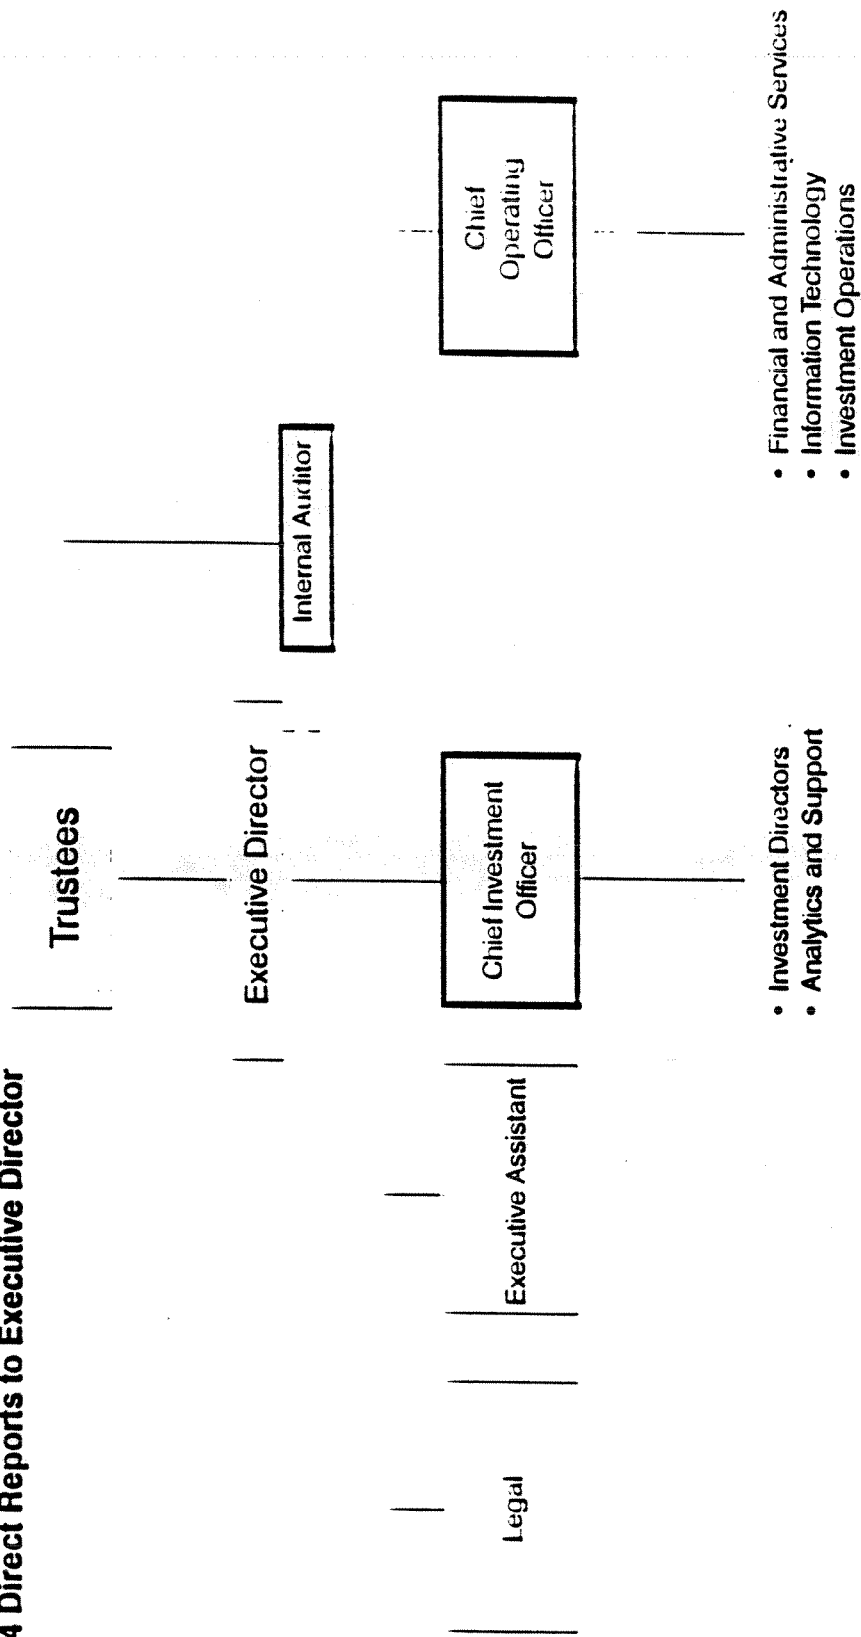 4 Direct Reports to Executive Director
Trustees
Executive Director
Internal Auditor
Legal
Executive Assistant
Chief Investment
Officer
Chief
Operating
Officer
• Investment Directors
• Analytics and Support
• Financial and Administrative Services
• Information Technology
• Investment Operations